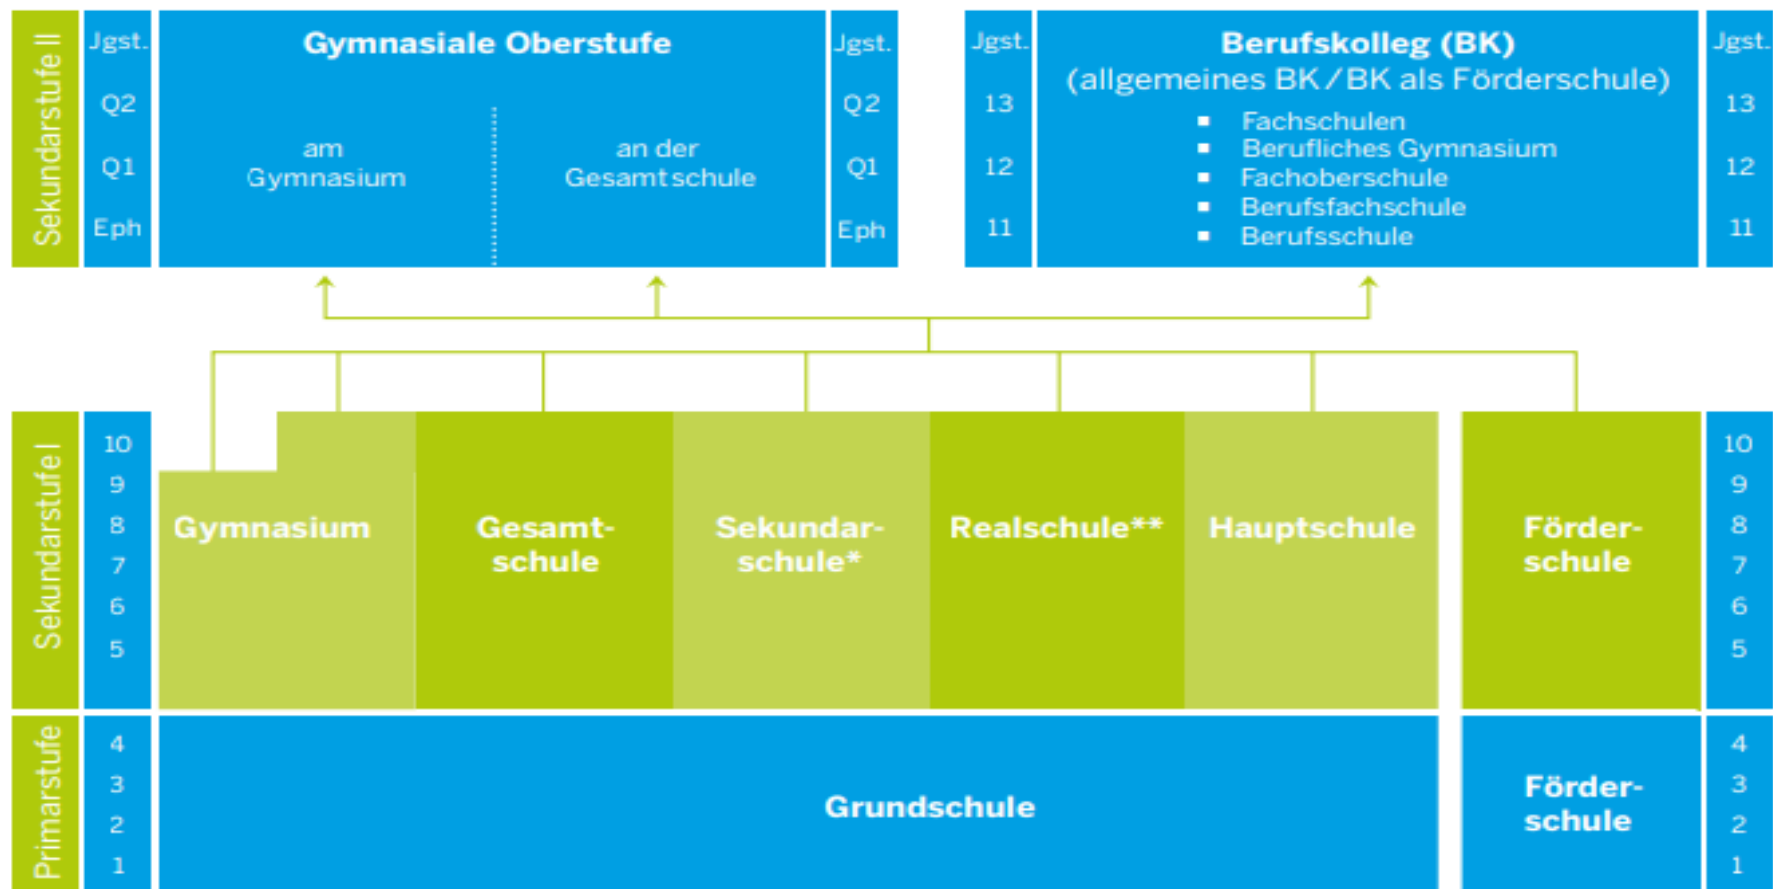 Sekundarstufe II
Jgst.
Q2
Q1
Eph
Gymnasiale Oberstufe
am
Gymnasium
an der
Gesamtschule
Jgst.
Q2
Q1
Eph
Jgst.
13
12
11
Berufskolleg (BK)
(allgemeines BK/BK als Förderschule)
Fachschulen
Berufliches Gymnasium
Fachoberschule
Berufsfachschule
Berufsschule
Jgst.
13
12
11
Sekundarstufe I
10
9
8
7
6
5
Gymnasium
Gesamt-
schule
Sekundar-
schule*
Realschule**
Hauptschule
Förder-
schule
10
9
8
7
6
5
Primarstufe
4
3
2
1
Grundschule
Förder-
schule
4
3
2
1